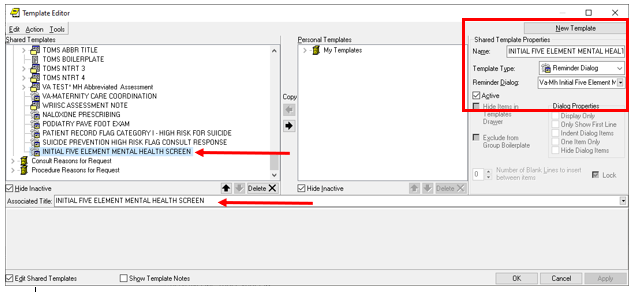 Template Editor
Edit Action Tools
New Template
Shared Templates
TOMS ABBR TITLE
TOMS BOILERPLATE
TOMS NTRT 3
TOMS NTRT 4
VA TEST* MH Abbreviated Assessment
VA-MATERNITY CARE COORDINATION
WRIISC ASSESSMENT NOTE
NALOXONE PRESCRIBING
PODIATRY PAVE FOOT EXAM
PATIENT RECORD FLAG CATEGORY I - HIGH RISK FOR SUICIDE
SUICIDE PREVENTION HIGH RISK FLAG CONSULT RESPONSE
INITIAL FIVE ELEMENT MENTAL HEALTH SCREEN
Consult Reasons for Request
Procedure Reasons for Request
Hide Inactive
Delete
Copy
Personal Templates
My Templates
Hide Inactive
Delete
Shared Template Properties
Name: INITIAL FIVE ELEMENT MENTAL HEALT
Template Type: Reminder Dialog
Reminder Dialog: Va-Mh Initial Five Element M
Active
Hide Items in Templates Drawer
Exclude from Group Boilerplate
Dialog Properties
Display Only
Only Show First Line
Indent Dialog Items
One Item Only
Hide Dialog Items
0 Number of Blank Lines to insert between items
Lock
Associated Title: INITIAL FIVE ELEMENT MENTAL HEALTH SCREEN
Edit Shared Templates
Show Template Notes
OK
Cancel
Apply